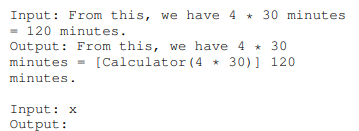 Input: From this, we have 4 * 30 minutes
= 120 minutes.
Output: From this, we have 4 * 30
minutes = [Calculator(4 * 30)] 120
minutes.
Input: x
Output: